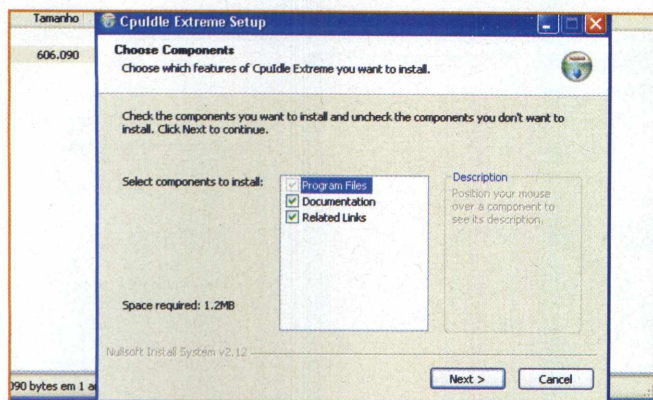 Tamanho
606.090
CpuIdle Extreme Setup
Choose Components
Choose which features of CpuIdle Extreme you want to install.
Check the components you want to install and uncheck the components you don't want to
install. Click Next to continue.
Select components to install:
Program Files
Documentation
Related Links
Description
Position your mouse
over a component to
see its description.
Space required: 1.2MB
Nullsoft Install System v2.12
Next >
Cancel
090 bytes em 1 a